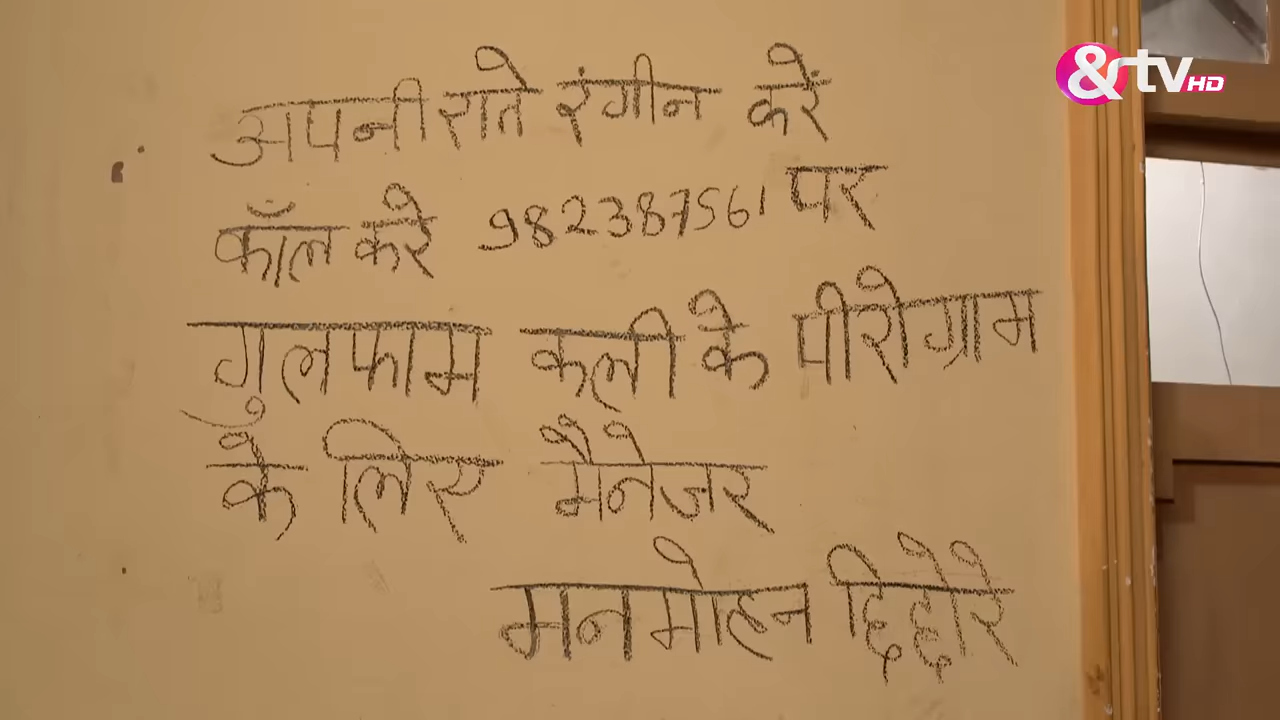 &tv HD
अपनी राते रंगीन करें
कॉल करे 982387561 पर
गुलफाम कली के पीरोग्राम
के लिए मैनेजर
मनमोहन